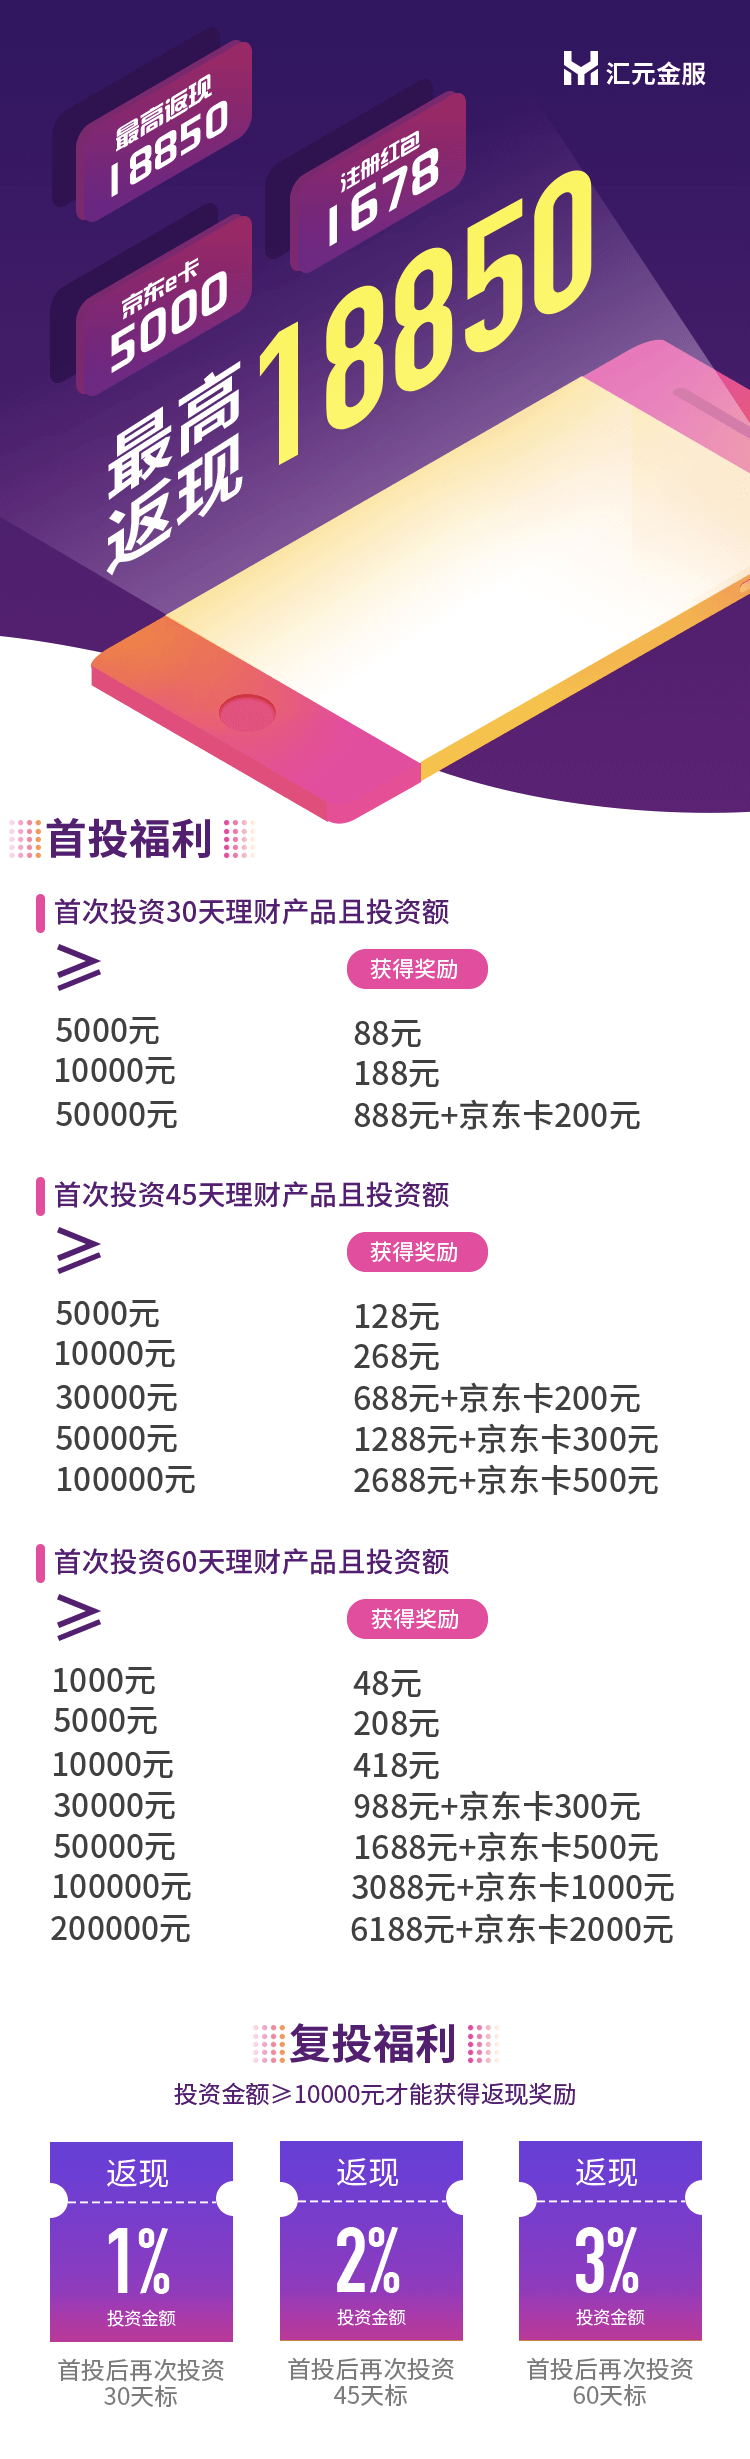 汇元金服
最高返现
18850
注册红包
1678
京东e卡
5000
最高
返现
18850
首投福利
首次投资30天理财产品且投资额
≥
获得奖励
5000元
88元
10000元
188元
50000元
888元+京东卡200元
首次投资45天理财产品且投资额
≥
获得奖励
5000元
128元
10000元
268元
30000元
688元+京东卡200元
50000元
1288元+京东卡300元
100000元
2688元+京东卡500元
首次投资60天理财产品且投资额
≥
获得奖励
1000元
48元
5000元
208元
10000元
418元
30000元
988元+京东卡300元
50000元
1688元+京东卡500元
100000元
3088元+京东卡1000元
200000元
6188元+京东卡2000元
复投福利
投资金额≥10000元才能获得返现奖励
返现
1%
投资金额
首投后再次投资
30天标
返现
2%
投资金额
首投后再次投资
45天标
返现
3%
投资金额
首投后再次投资
60天标